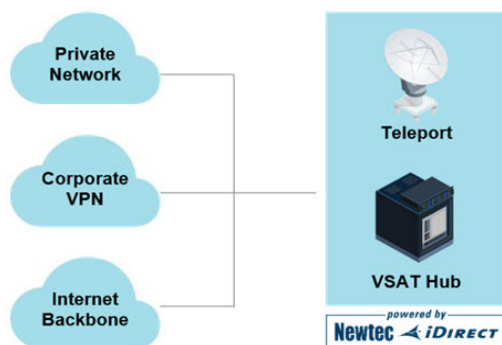 Private
Network
Corporate
VPN
Internet
Backbone
Teleport
VSAT Hub
powered by
Newtec iDIRECT